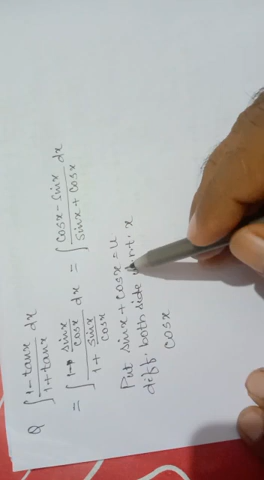 Q ∫ 1-tanx / 1+tanx dx
= ∫ 1- sinx/cosx / 1+ sinx/cosx dx = ∫ cosx-sinx / sinx+cosx dx
Put sinx+cosx=u
diff. both side w.r.t. x
cosx